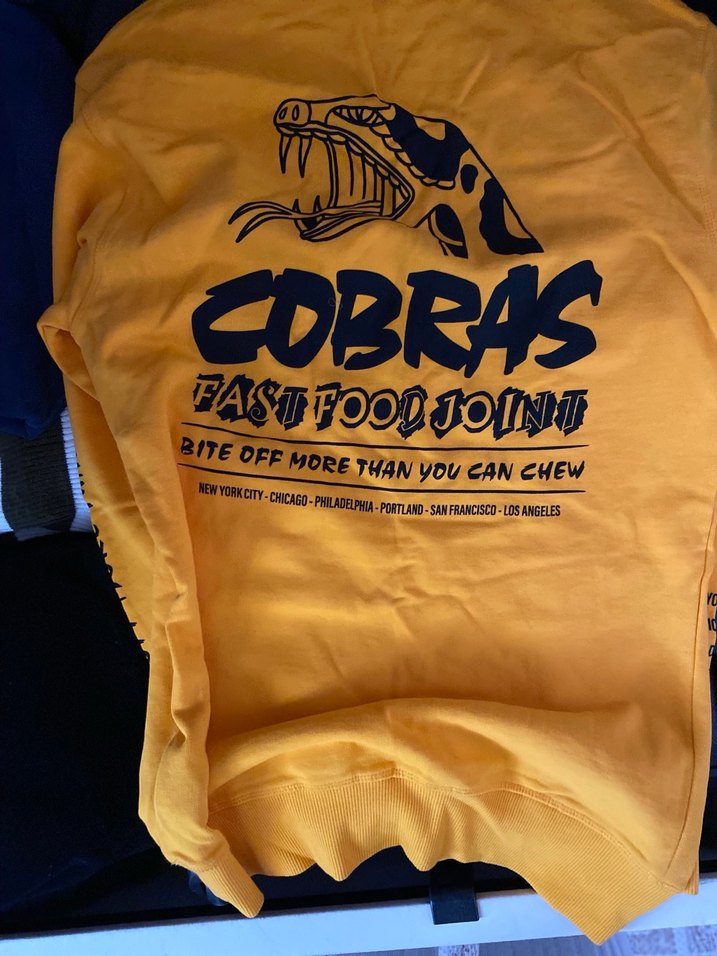 COBRAS
FAST FOOD JOINT
BITE OFF MORE THAN YOU CAN CHEW
NEW YORK CITY - CHICAGO - PHILADELPHIA - PORTLAND - SAN FRANCISCO - LOS ANGELES